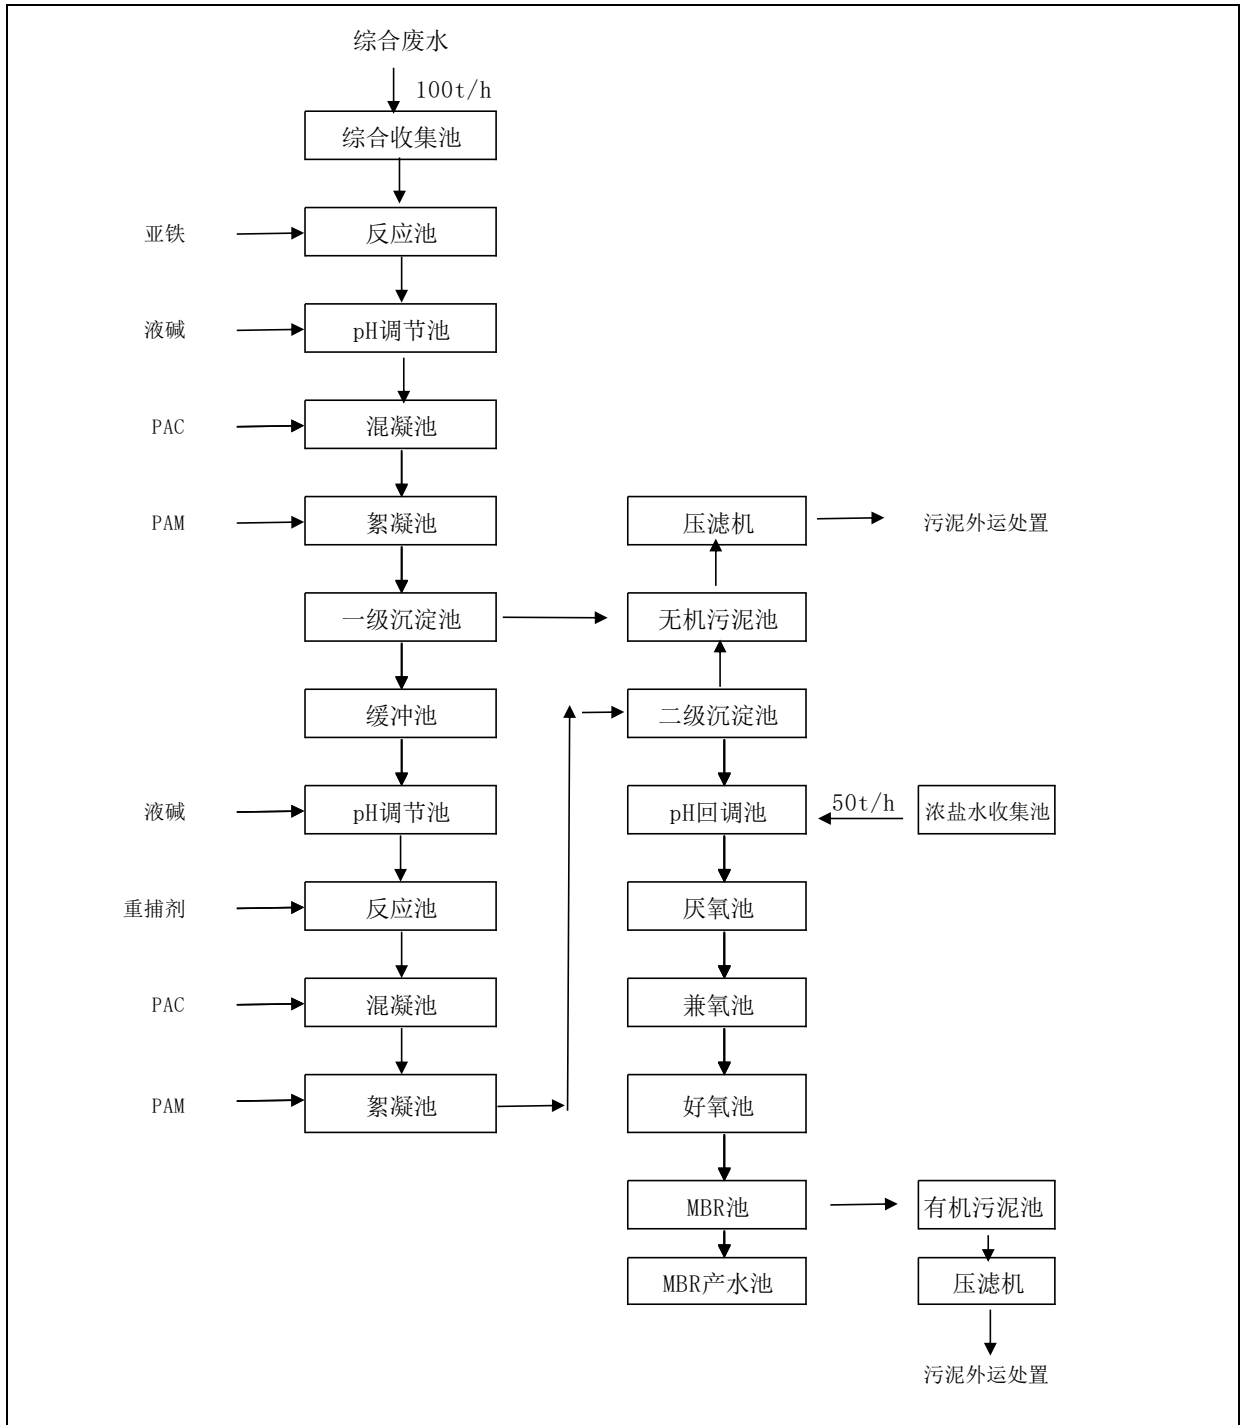 综合废水
100t/h
综合收集池
亚铁
反应池
液碱
pH调节池
PAC
混凝池
PAM
絮凝池
压滤机
污泥外运处置
一级沉淀池
无机污泥池
缓冲池
二级沉淀池
液碱
pH调节池
pH回调池
50t/h
浓盐水收集池
重捕剂
反应池
厌氧池
PAC
混凝池
兼氧池
PAM
絮凝池
好氧池
MBR池
有机污泥池
MBR产水池
压滤机
污泥外运处置